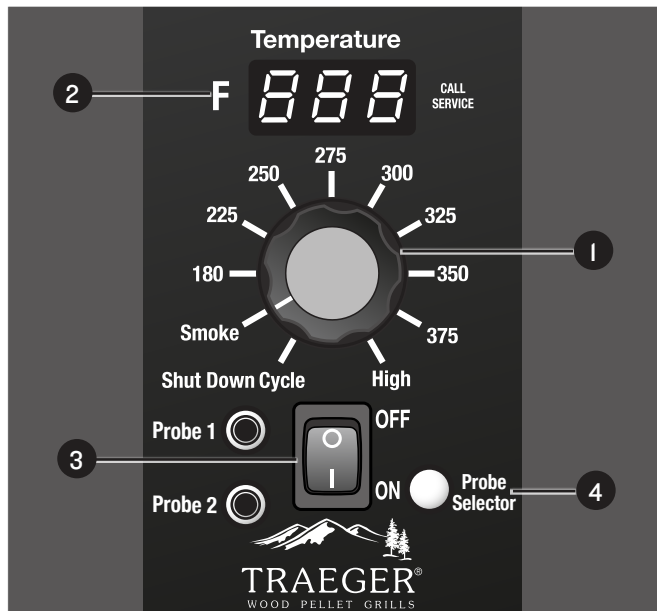 Temperature
2
F
888
CALL
SERVICE
275
250
300
225
325
1
180
350
Smoke
375
Shut Down Cycle
High
Probe 1
OFF
3
ON
Probe
Selector
4
Probe 2
TRAEGER®
WOOD PELLET GRILLS